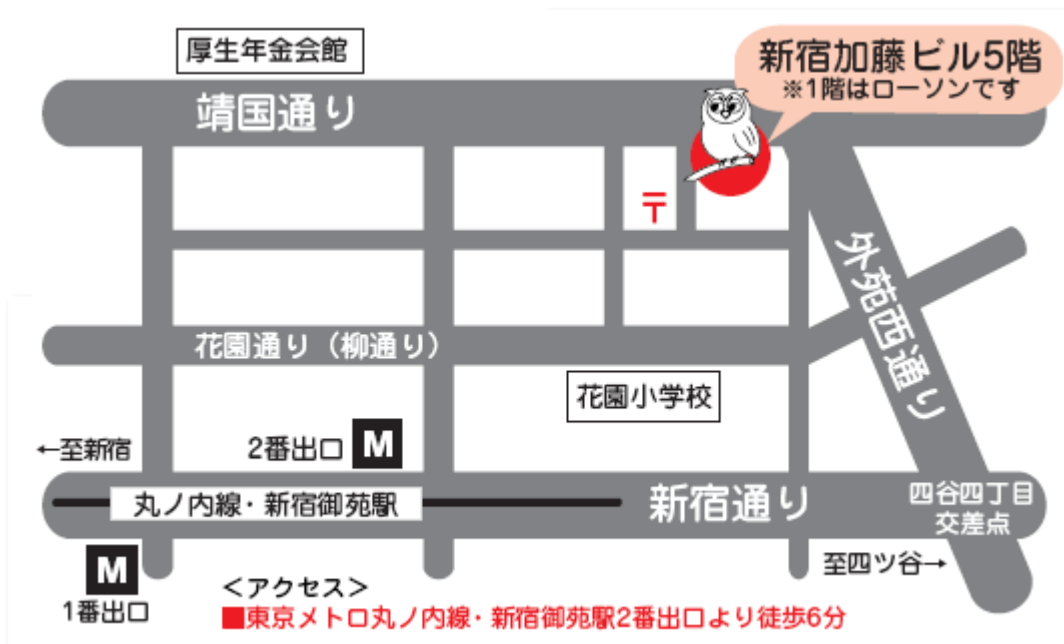 厚生年金会館
新宿加藤ビル5階
※1階はローソンです
靖国通り
〒
外苑西通り
花園通り（柳通り）
花園小学校
←至新宿
2番出口 M
丸ノ内線・新宿御苑駅
新宿通り
四谷四丁目
交差点
M
1番出口
至四ツ谷→
＜アクセス＞
■東京メトロ丸ノ内線・新宿御苑駅2番出口より徒歩6分